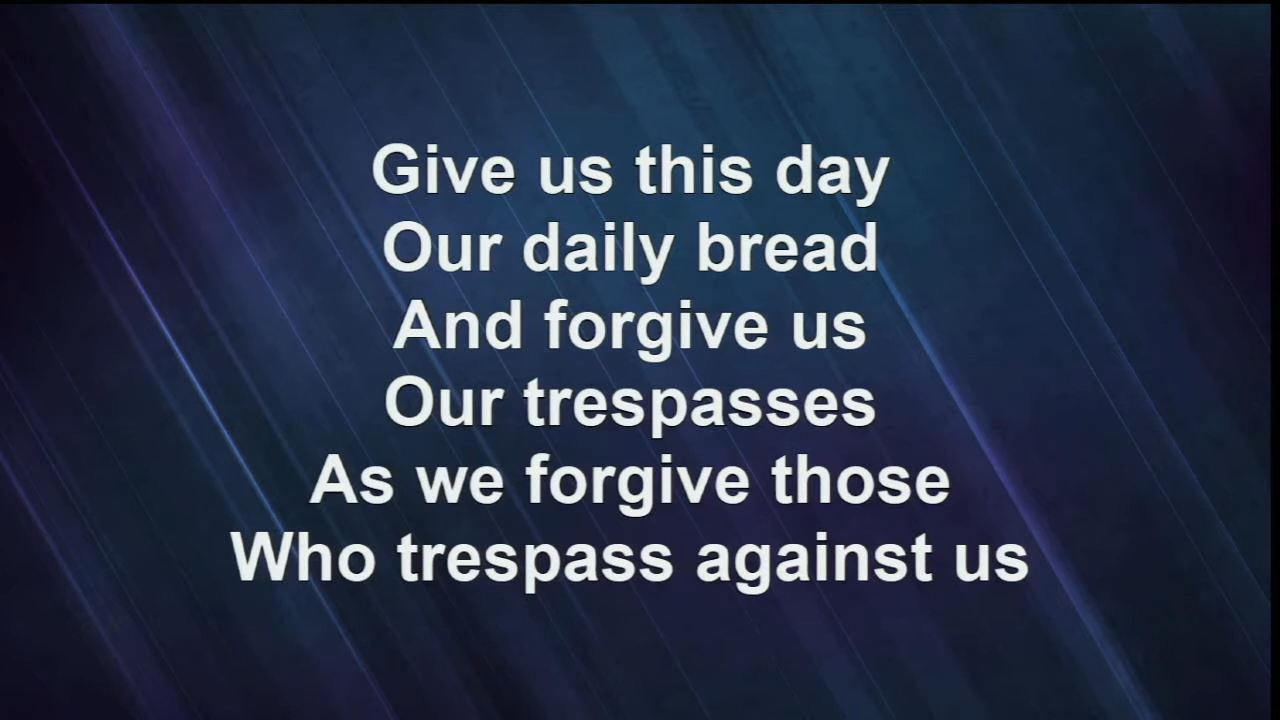 Give us this day
Our daily bread
And forgive us
Our trespasses
As we forgive those
Who trespass against us